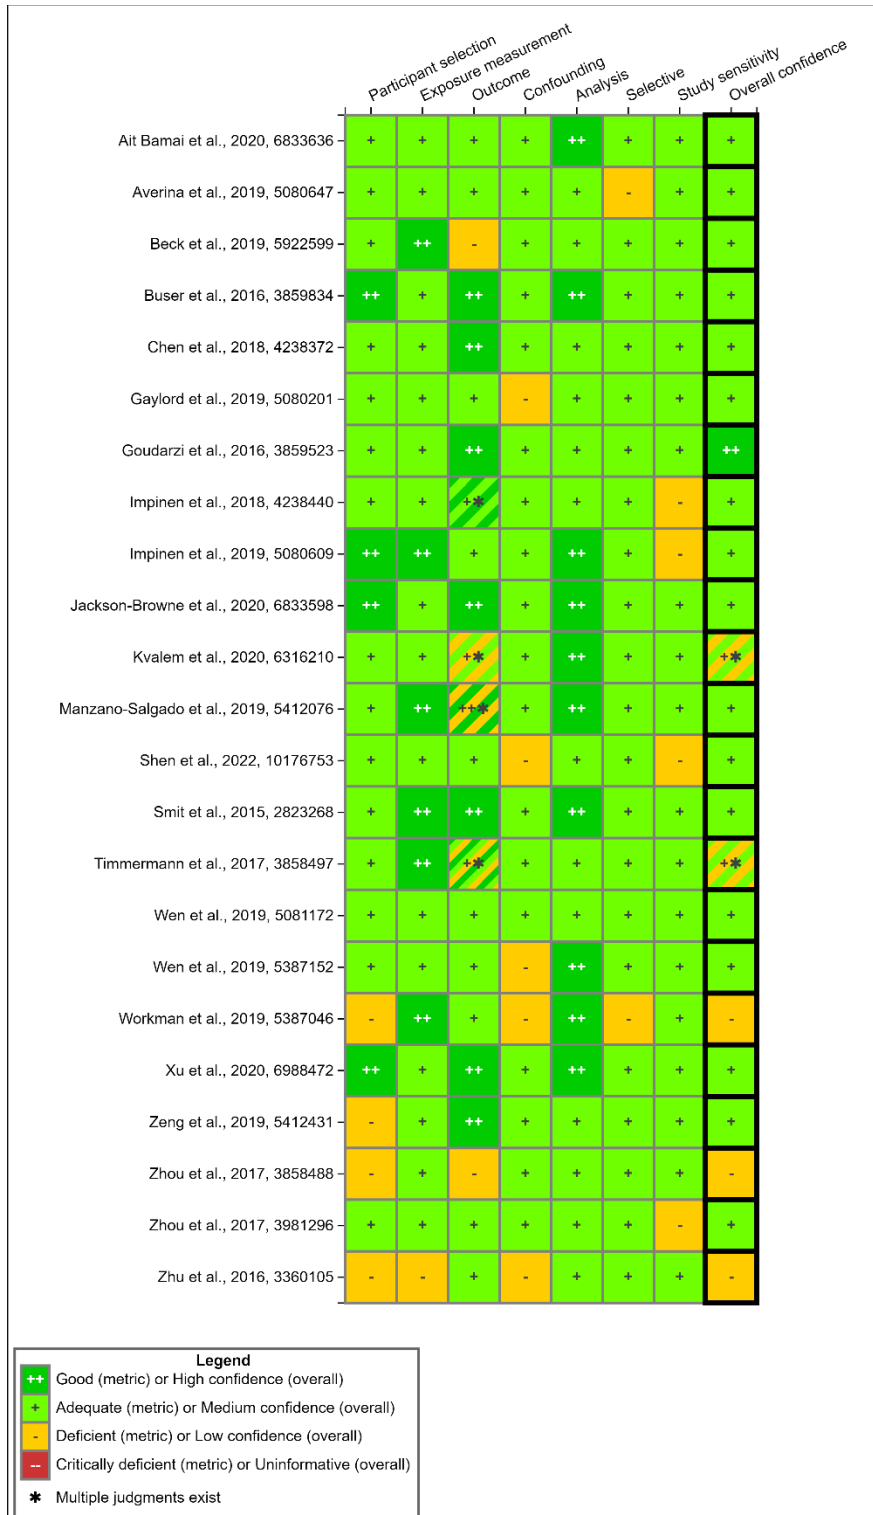 Participant selection
Exposure measurement
Outcome
Confounding
Analysis
Selective
Study sensitivity
Overall confidence
Ait Bamai et al., 2020, 6833636 + + + + ++ + + +
Averina et al., 2019, 5080647 + + + + + - + +
Beck et al., 2019, 5922599 + ++ - + + + + +
Buser et al., 2016, 3859834 ++ + ++ + ++ + + +
Chen et al., 2018, 4238372 + + ++ + + + + +
Gaylord et al., 2019, 5080201 + + + - + + + +
Goudarzi et al., 2016, 3859523 + + ++ + + + + ++
Impinen et al., 2018, 4238440 + + +✱ + + + - +
Impinen et al., 2019, 5080609 ++ ++ + + ++ + - +
Jackson-Browne et al., 2020, 6833598 ++ + ++ + ++ + + +
Kvalem et al., 2020, 6316210 + + +✱ + ++ + + +✱
Manzano-Salgado et al., 2019, 5412076 + ++ ++✱ + ++ + + +
Shen et al., 2022, 10176753 + + + - + + - +
Smit et al., 2015, 2823268 + ++ ++ + ++ + + +
Timmermann et al., 2017, 3858497 + ++ +✱ + + + + +✱
Wen et al., 2019, 5081172 + + + + + + + +
Wen et al., 2019, 5387152 + + + - ++ + + +
Workman et al., 2019, 5387046 - ++ + - ++ - + -
Xu et al., 2020, 6988472 ++ + ++ + ++ + + +
Zeng et al., 2019, 5412431 - + ++ + + + + +
Zhou et al., 2017, 3858488 - + - + + + + -
Zhou et al., 2017, 3981296 + + + + + + - +
Zhu et al., 2016, 3360105 - - + - + + + -
Legend
++ Good (metric) or High confidence (overall)
+ Adequate (metric) or Medium confidence (overall)
- Deficient (metric) or Low confidence (overall)
-- Critically deficient (metric) or Uninformative (overall)
✱ Multiple judgments exist